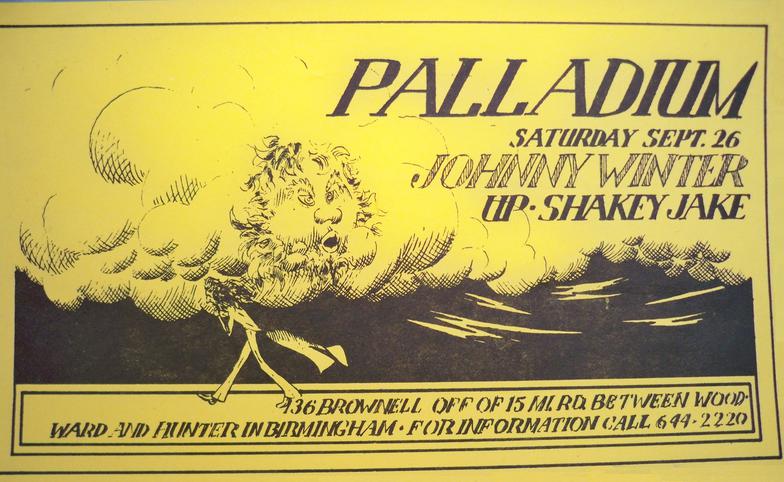 PALLADIUM
SATURDAY SEPT. 26
JOHNNY WINTER
UP · SHAKEY JAKE
136 BROWNELL OFF OF 15 MI. RD. BETWEEN WOOD-
WARD AND HUNTER IN BIRMINGHAM · FOR INFORMATION CALL 644-2220